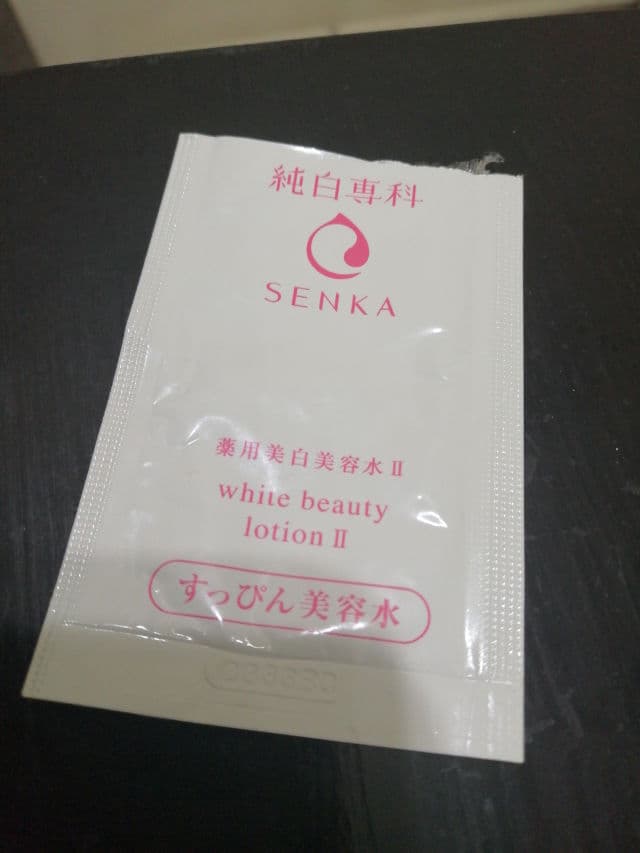 純白専科
SENKA
薬用美白美容水 II
white beauty
lotion II
すっぴん美容水